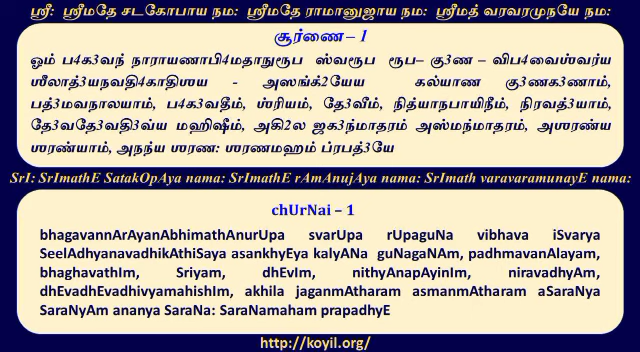 ஸ்ரீ: ஸ்ரீமதே சடகோபாய நம: ஸ்ரீமதே ராமானுஜாய நம: ஸ்ரீமத் வரவரமுநயே நம:
சூர்ணை – 1
ஓம் ப4க3வந் நாராயணாபி4மதாநுரூப ஸ்வரூப ரூப– கு3ண – விப4வைஶ்வர்ய
ஶீலாத்3யநவதி4காதிஶய - அஸங்க்2யேய கல்யாண கு3ணக3ணாம்,
பத்3மவநாலயாம், ப4க3வதீம், ஶ்ரியம், தே3வீம், நித்யாநபாயிநீம், நிரவத்3யாம்,
தே3வதே3வதி3வ்ய மஹிஷீம், அகி2ல ஜக3ந்மாதரம் அஸ்மந்மாதரம், அஶரண்ய
ஶரண்யாம், அநந்ய ஶரண: ஶரணமஹம் ப்ரபத்3யே
SrI: SrImathE SatakOpAya nama: SrImathE rAmAnujAya nama: SrImath varavaramunayE nama:
chUrNai – 1
bhagavannArAyanAbhimathAnurUpa svarUpa rUpaguNa vibhava iSvarya
SeelAdhyanavadhikAthiSaya asankhyEya kalyANa guNagaNAm, padhmavanAlayam,
bhaghavathIm, Sriyam, dhEvIm, nithyAnapAyinIm, niravadhyAm,
dhEvadhEvadhivyamahishIm, akhila jaganmAtharam asmanmAtharam aSaraNya
SaraNyAm ananya SaraNa: SaraNamaham prapadhyE
http://koyil.org/